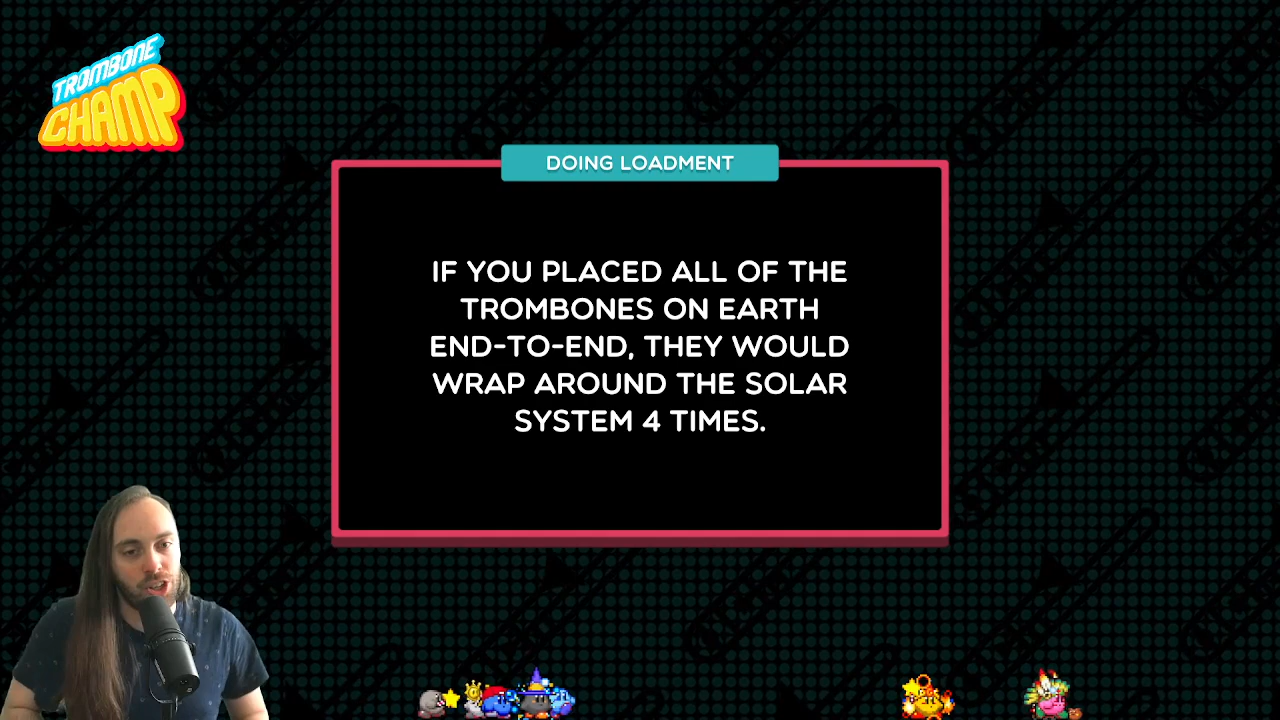 TROMBONE
CHAMP
DOING LOADMENT
IF YOU PLACED ALL OF THE
TROMBONES ON EARTH
END-TO-END, THEY WOULD
WRAP AROUND THE SOLAR
SYSTEM 4 TIMES.